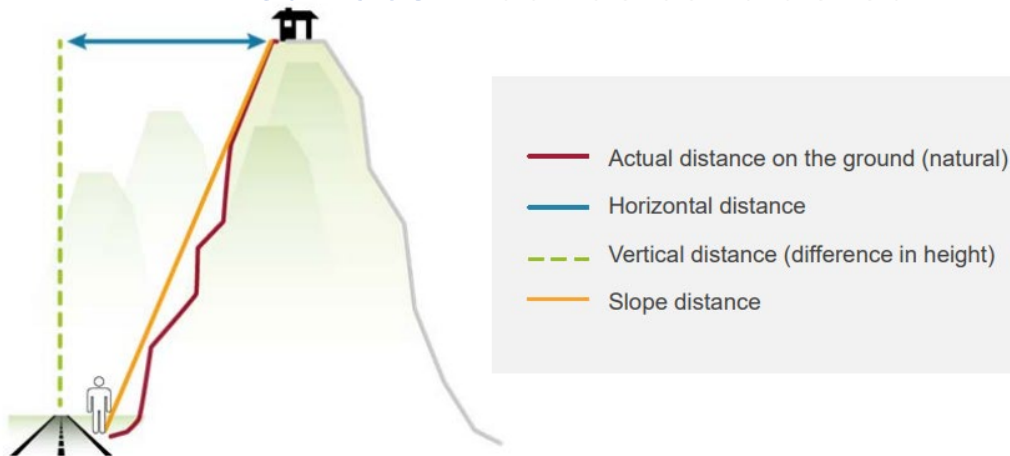 Actual distance on the ground (natural)
Horizontal distance
Vertical distance (difference in height)
Slope distance